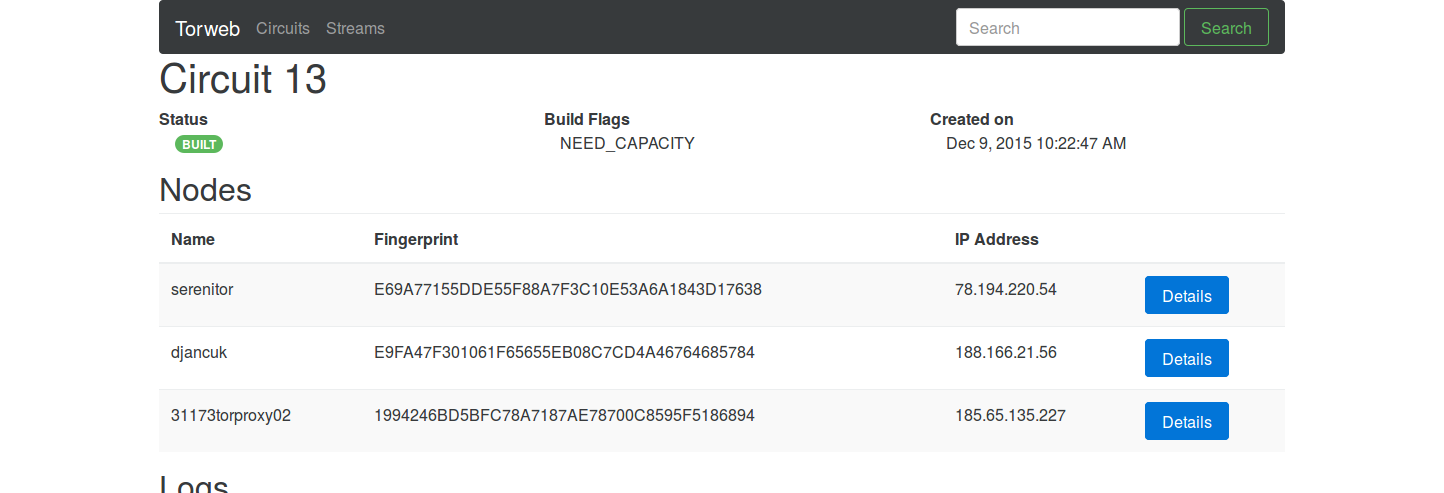 Torweb Circuits Streams Search Search
Circuit 13
Status Build Flags Created on
BUILT NEED_CAPACITY Dec 9, 2015 10:22:47 AM
Nodes
Name Fingerprint IP Address
serenitor E69A77155DDE55F88A7F3C10E53A6A1843D17638 78.194.220.54 Details
djancuk E9FA47F301061F65655EB08C7CD4A46764685784 188.166.21.56 Details
31173torproxy02 1994246BD5BFC78A7187AE78700C8595F5186894 185.65.135.227 Details
Logs